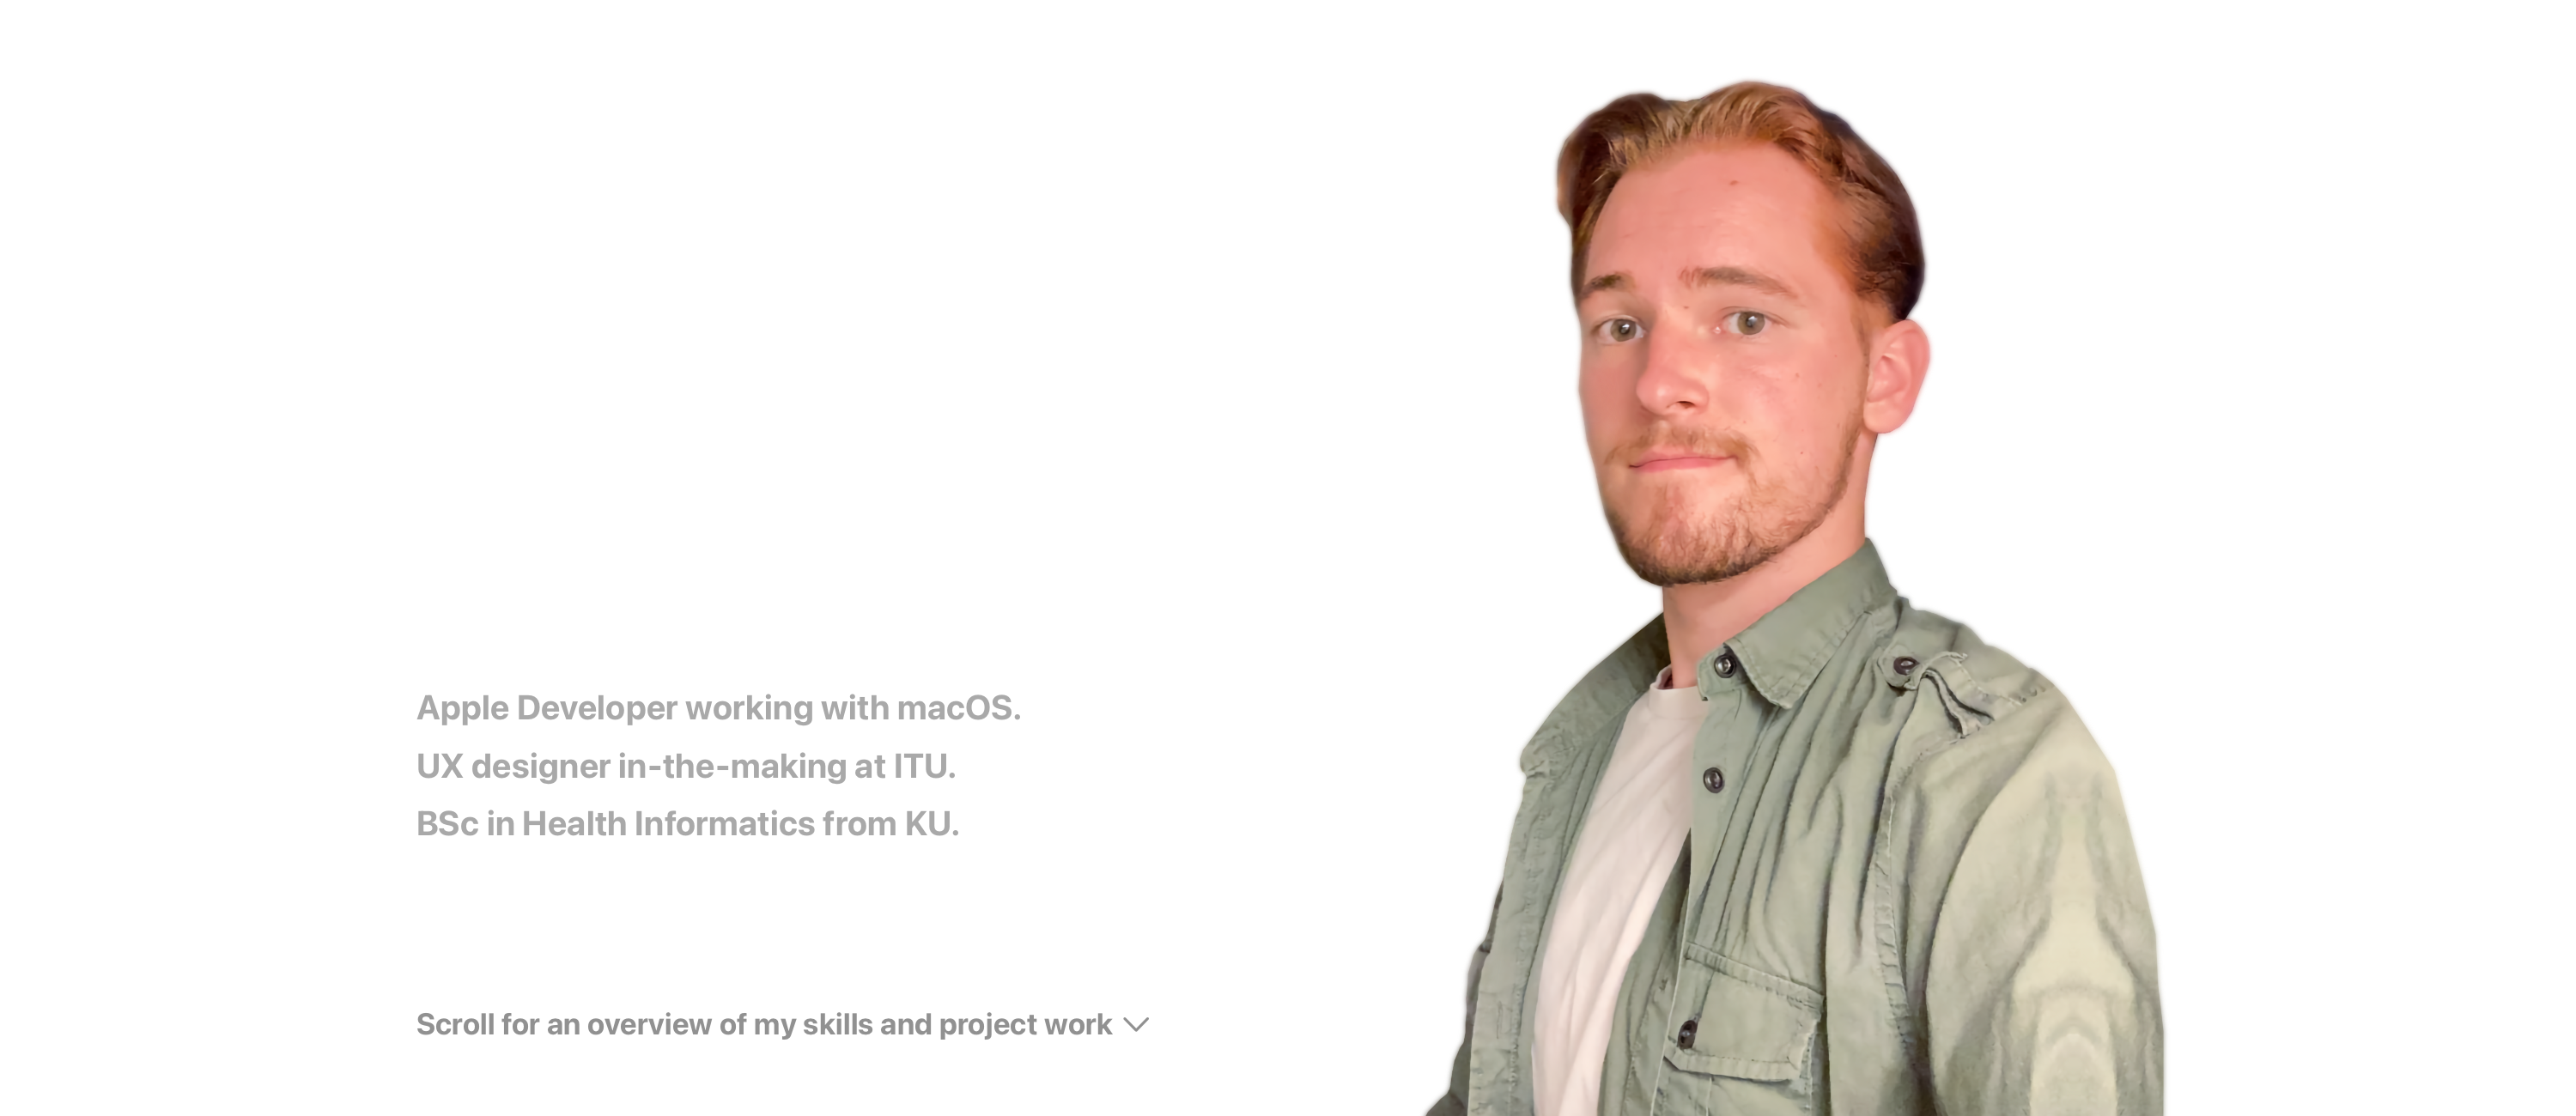 Apple Developer working with macOS.
UX designer in-the-making at ITU.
BSc in Health Informatics from KU.
Scroll for an overview of my skills and project work